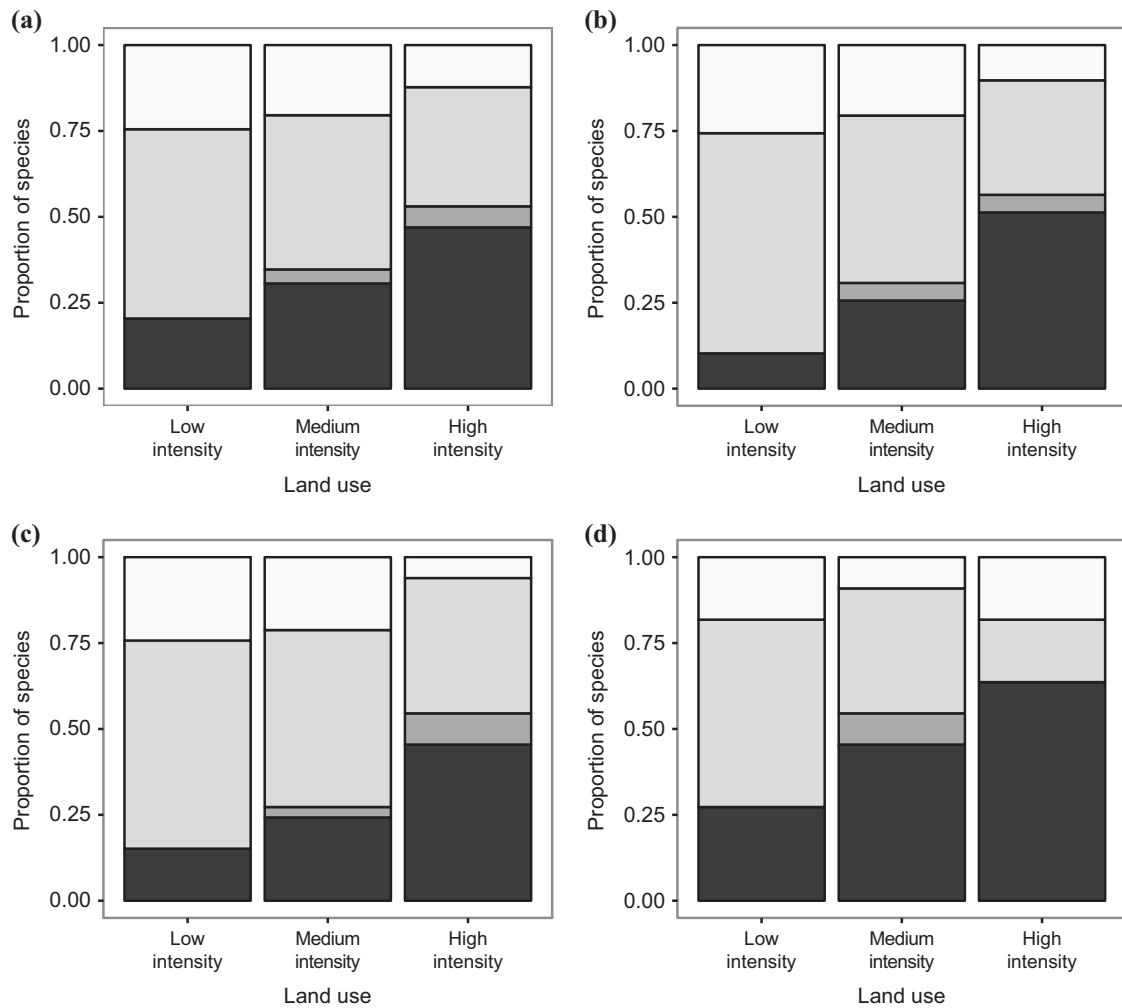 (a)
1.00
0.75
0.50
0.25
0.00
Proportion of species
Low
intensity
Medium
intensity
High
intensity
Land use
(b)
1.00
0.75
0.50
0.25
0.00
Proportion of species
Low
intensity
Medium
intensity
High
intensity
Land use
(c)
1.00
0.75
0.50
0.25
0.00
Proportion of species
Low
intensity
Medium
intensity
High
intensity
Land use
(d)
1.00
0.75
0.50
0.25
0.00
Proportion of species
Low
intensity
Medium
intensity
High
intensity
Land use